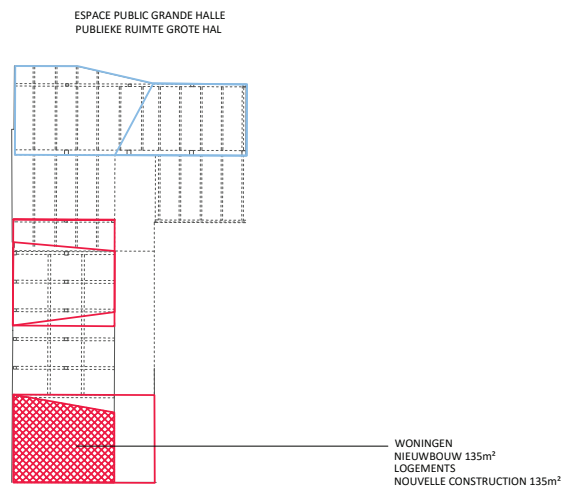 ESPACE PUBLIC GRANDE HALLE
PUBLIEKE RUIMTE GROTE HAL
WONINGEN
NIEUWBOUW 135m²
LOGEMENTS
NOUVELLE CONSTRUCTION 135m²